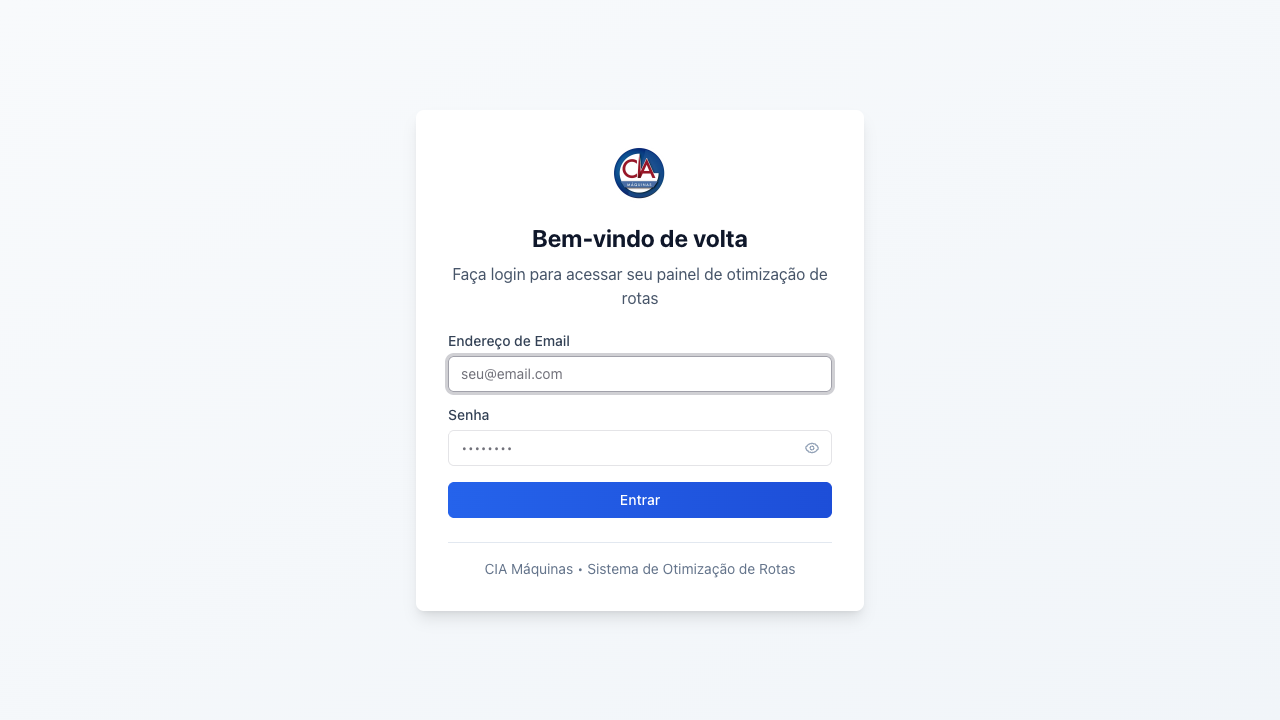 CIA
MÁQUINAS
Bem-vindo de volta
Faça login para acessar seu painel de otimização de
rotas
Endereço de Email
seu@email.com
Senha
••••••••
Entrar
CIA Máquinas • Sistema de Otimização de Rotas